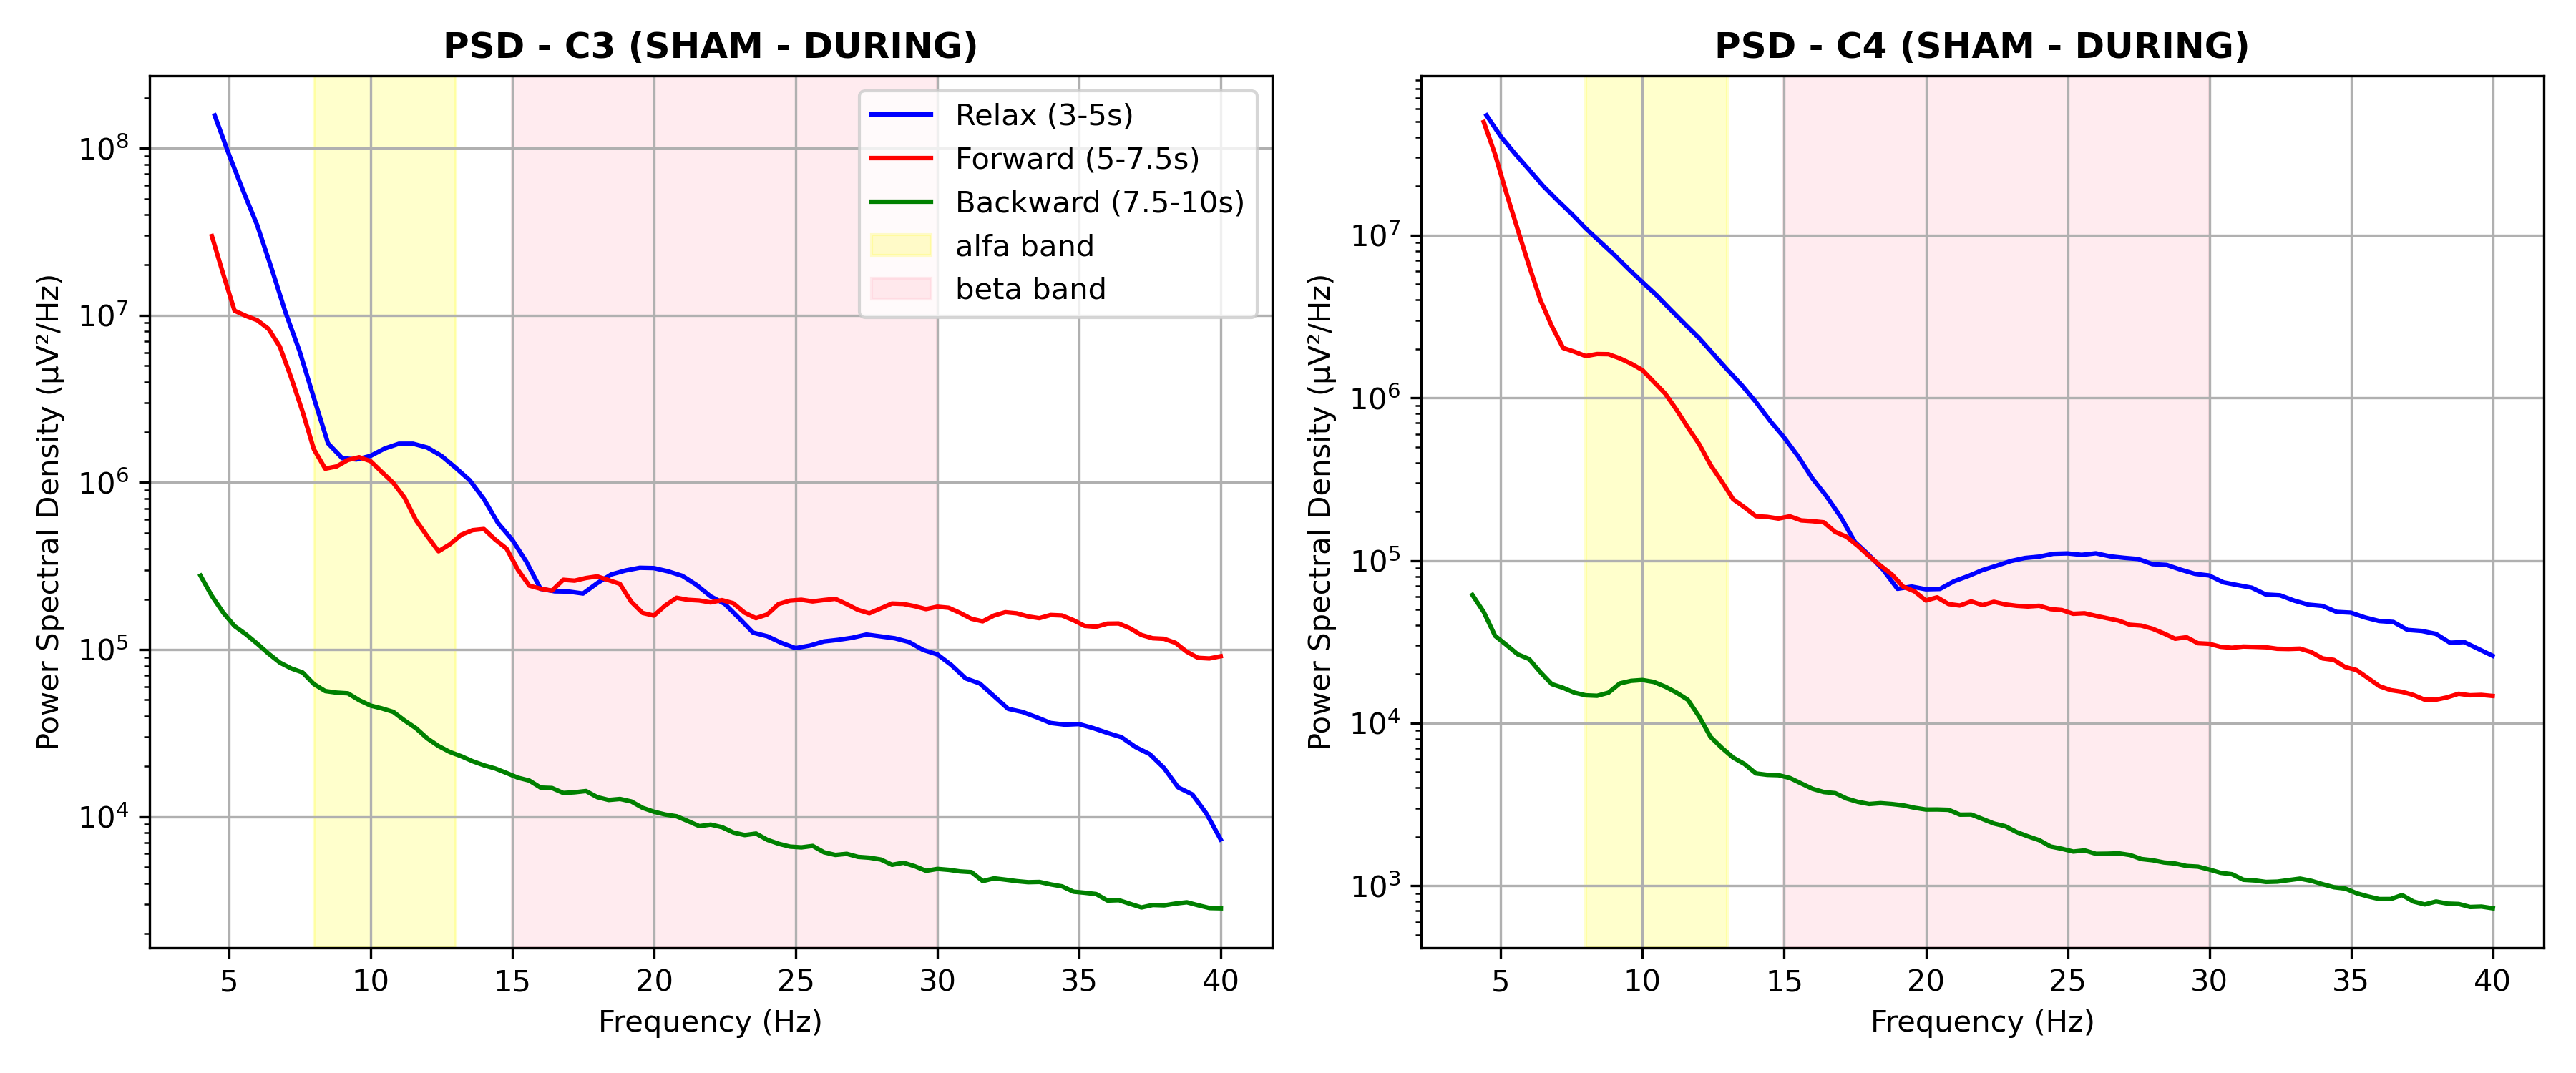 PSD - C3 (SHAM - DURING)
Power Spectral Density (µV²/Hz)
10⁸
10⁷
10⁶
10⁵
10⁴
5 10 15 20 25 30 35 40
Frequency (Hz)
Relax (3-5s)
Forward (5-7.5s)
Backward (7.5-10s)
alfa band
beta band
PSD - C4 (SHAM - DURING)
Power Spectral Density (µV²/Hz)
10⁷
10⁶
10⁵
10⁴
10³
5 10 15 20 25 30 35 40
Frequency (Hz)